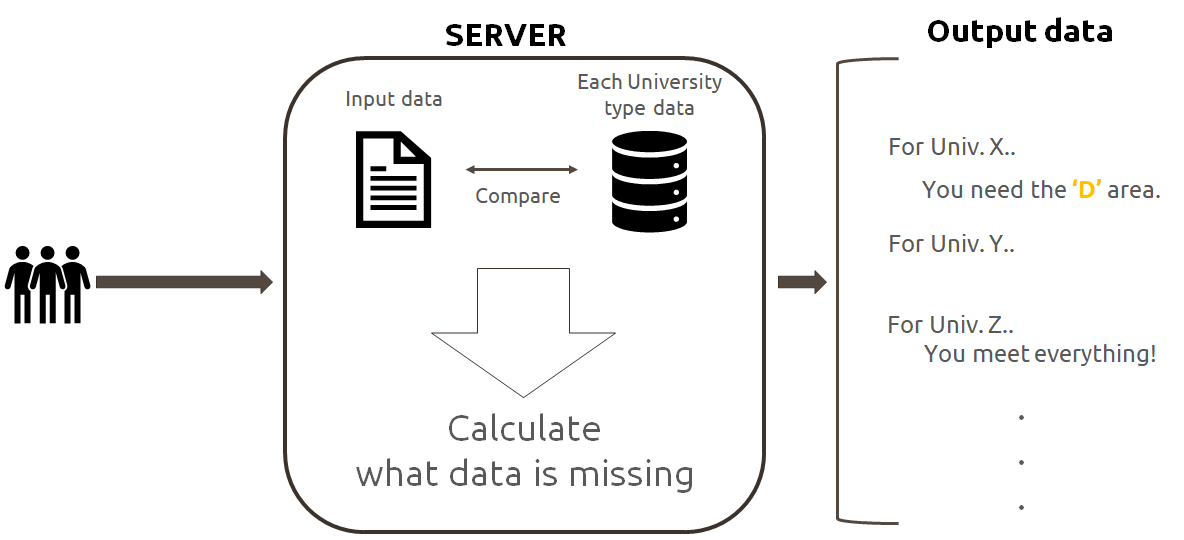 SERVER
Output data
Input data
Each University
type data
Compare
Calculate
what data is missing
For Univ. X..
You need the ‘D’ area.
For Univ. Y..
For Univ. Z..
You meet everything!
.
.
.